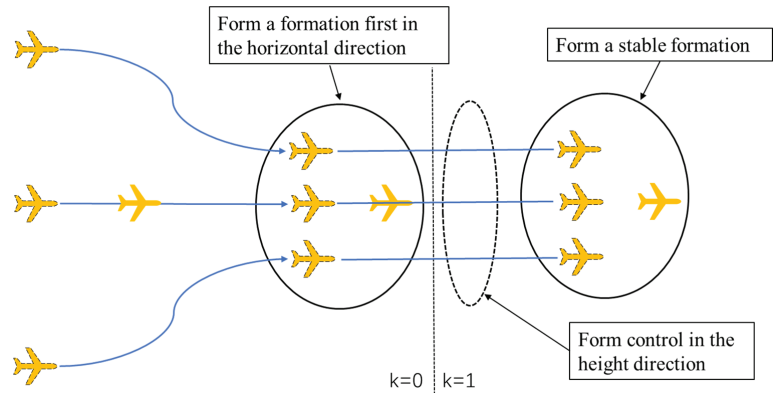 Form a formation first in
the horizontal direction
Form a stable formation
Form control in the
height direction
k=0
k=1